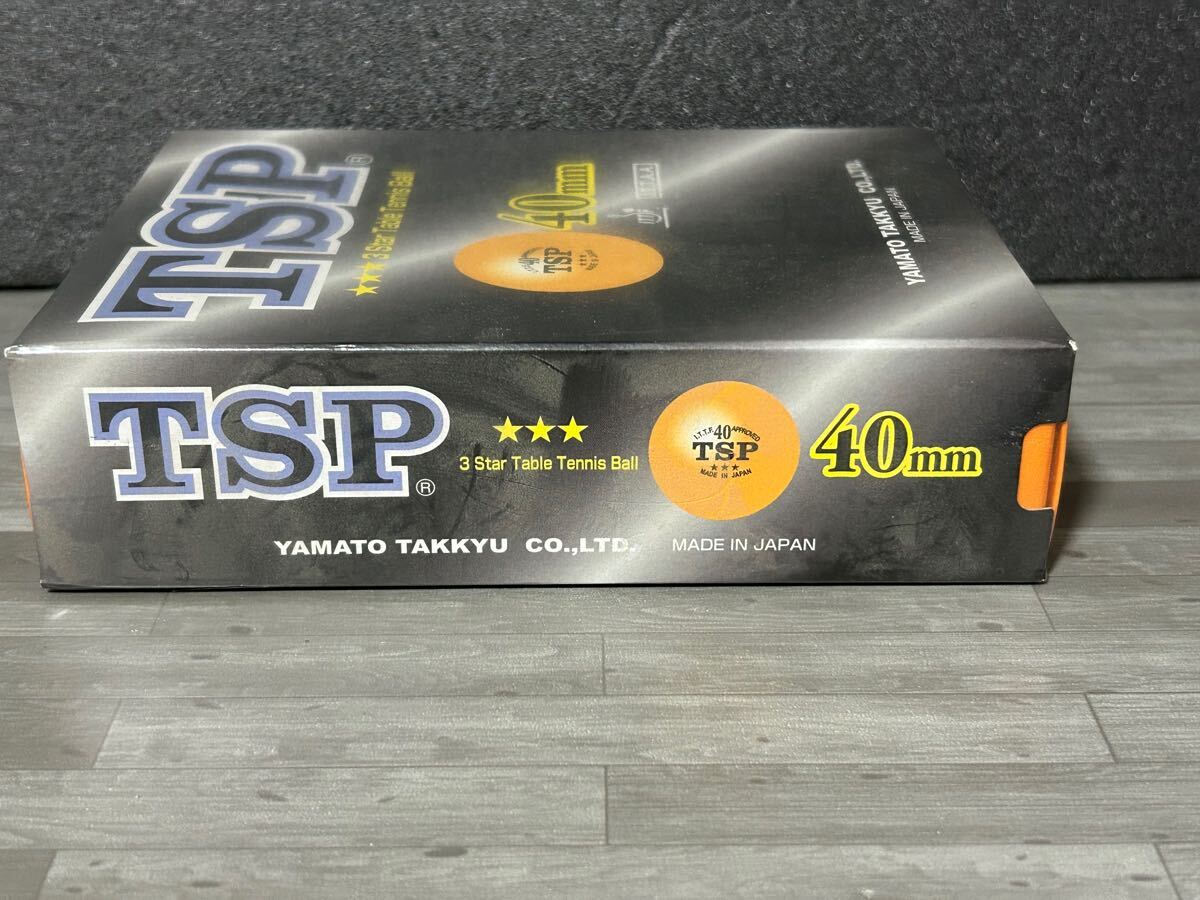 TSP®
★★★ 3 Star Table Tennis Ball
40mm
TSP
★★★
YAMATO TAKKYU CO.,LTD.
MADE IN JAPAN
TSP®
★★★
3 Star Table Tennis Ball
I.T.T.F. 40 APPROVED
TSP
★★★
MADE IN JAPAN
40mm
YAMATO TAKKYU CO.,LTD. MADE IN JAPAN